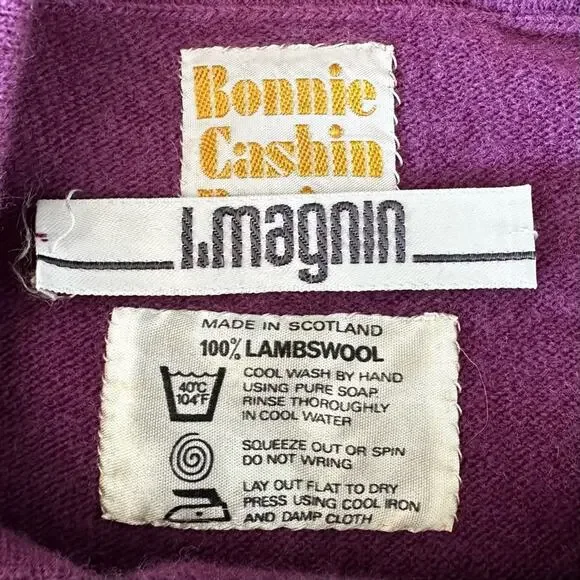 Bonnie
Cashin
I. magnin
MADE IN SCOTLAND
100% LAMBSWOOL
40°C
104°F
COOL WASH BY HAND
USING PURE SOAP
RINSE THOROUGHLY
IN COOL WATER
SQUEEZE OUT OR SPIN
DO NOT WRING
LAY OUT FLAT TO DRY
PRESS USING COOL IRON
AND DAMP CLOTH